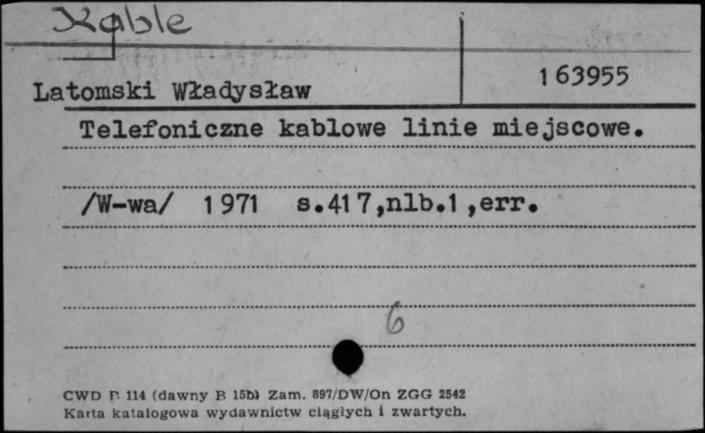 Kable
163955
Latomski Władysław
Telefoniczne kablowe linie miejscowe.
/W-wa/ 1971 s.417,nlb.1,err.
6
CWD P. 114 (dawny B 15b) Zam. 897/DW/On ZGG 2542
Karta katalogowa wydawnictw ciągłych i zwartych.